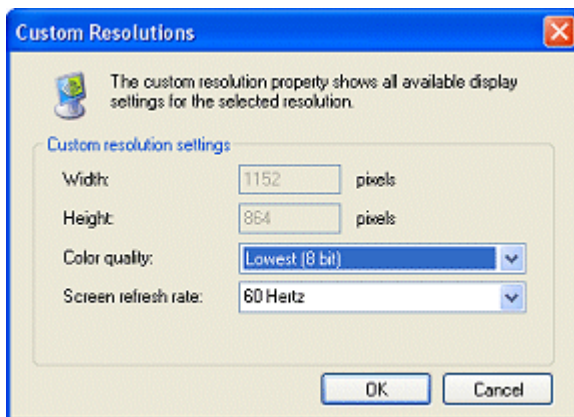 Custom Resolutions
The custom resolution property shows all available display
settings for the selected resolution.
Custom resolution settings
Width: 1152 pixels
Height: 864 pixels
Color quality: Lowest (8 bit)
Screen refresh rate: 60 Hertz
OK Cancel